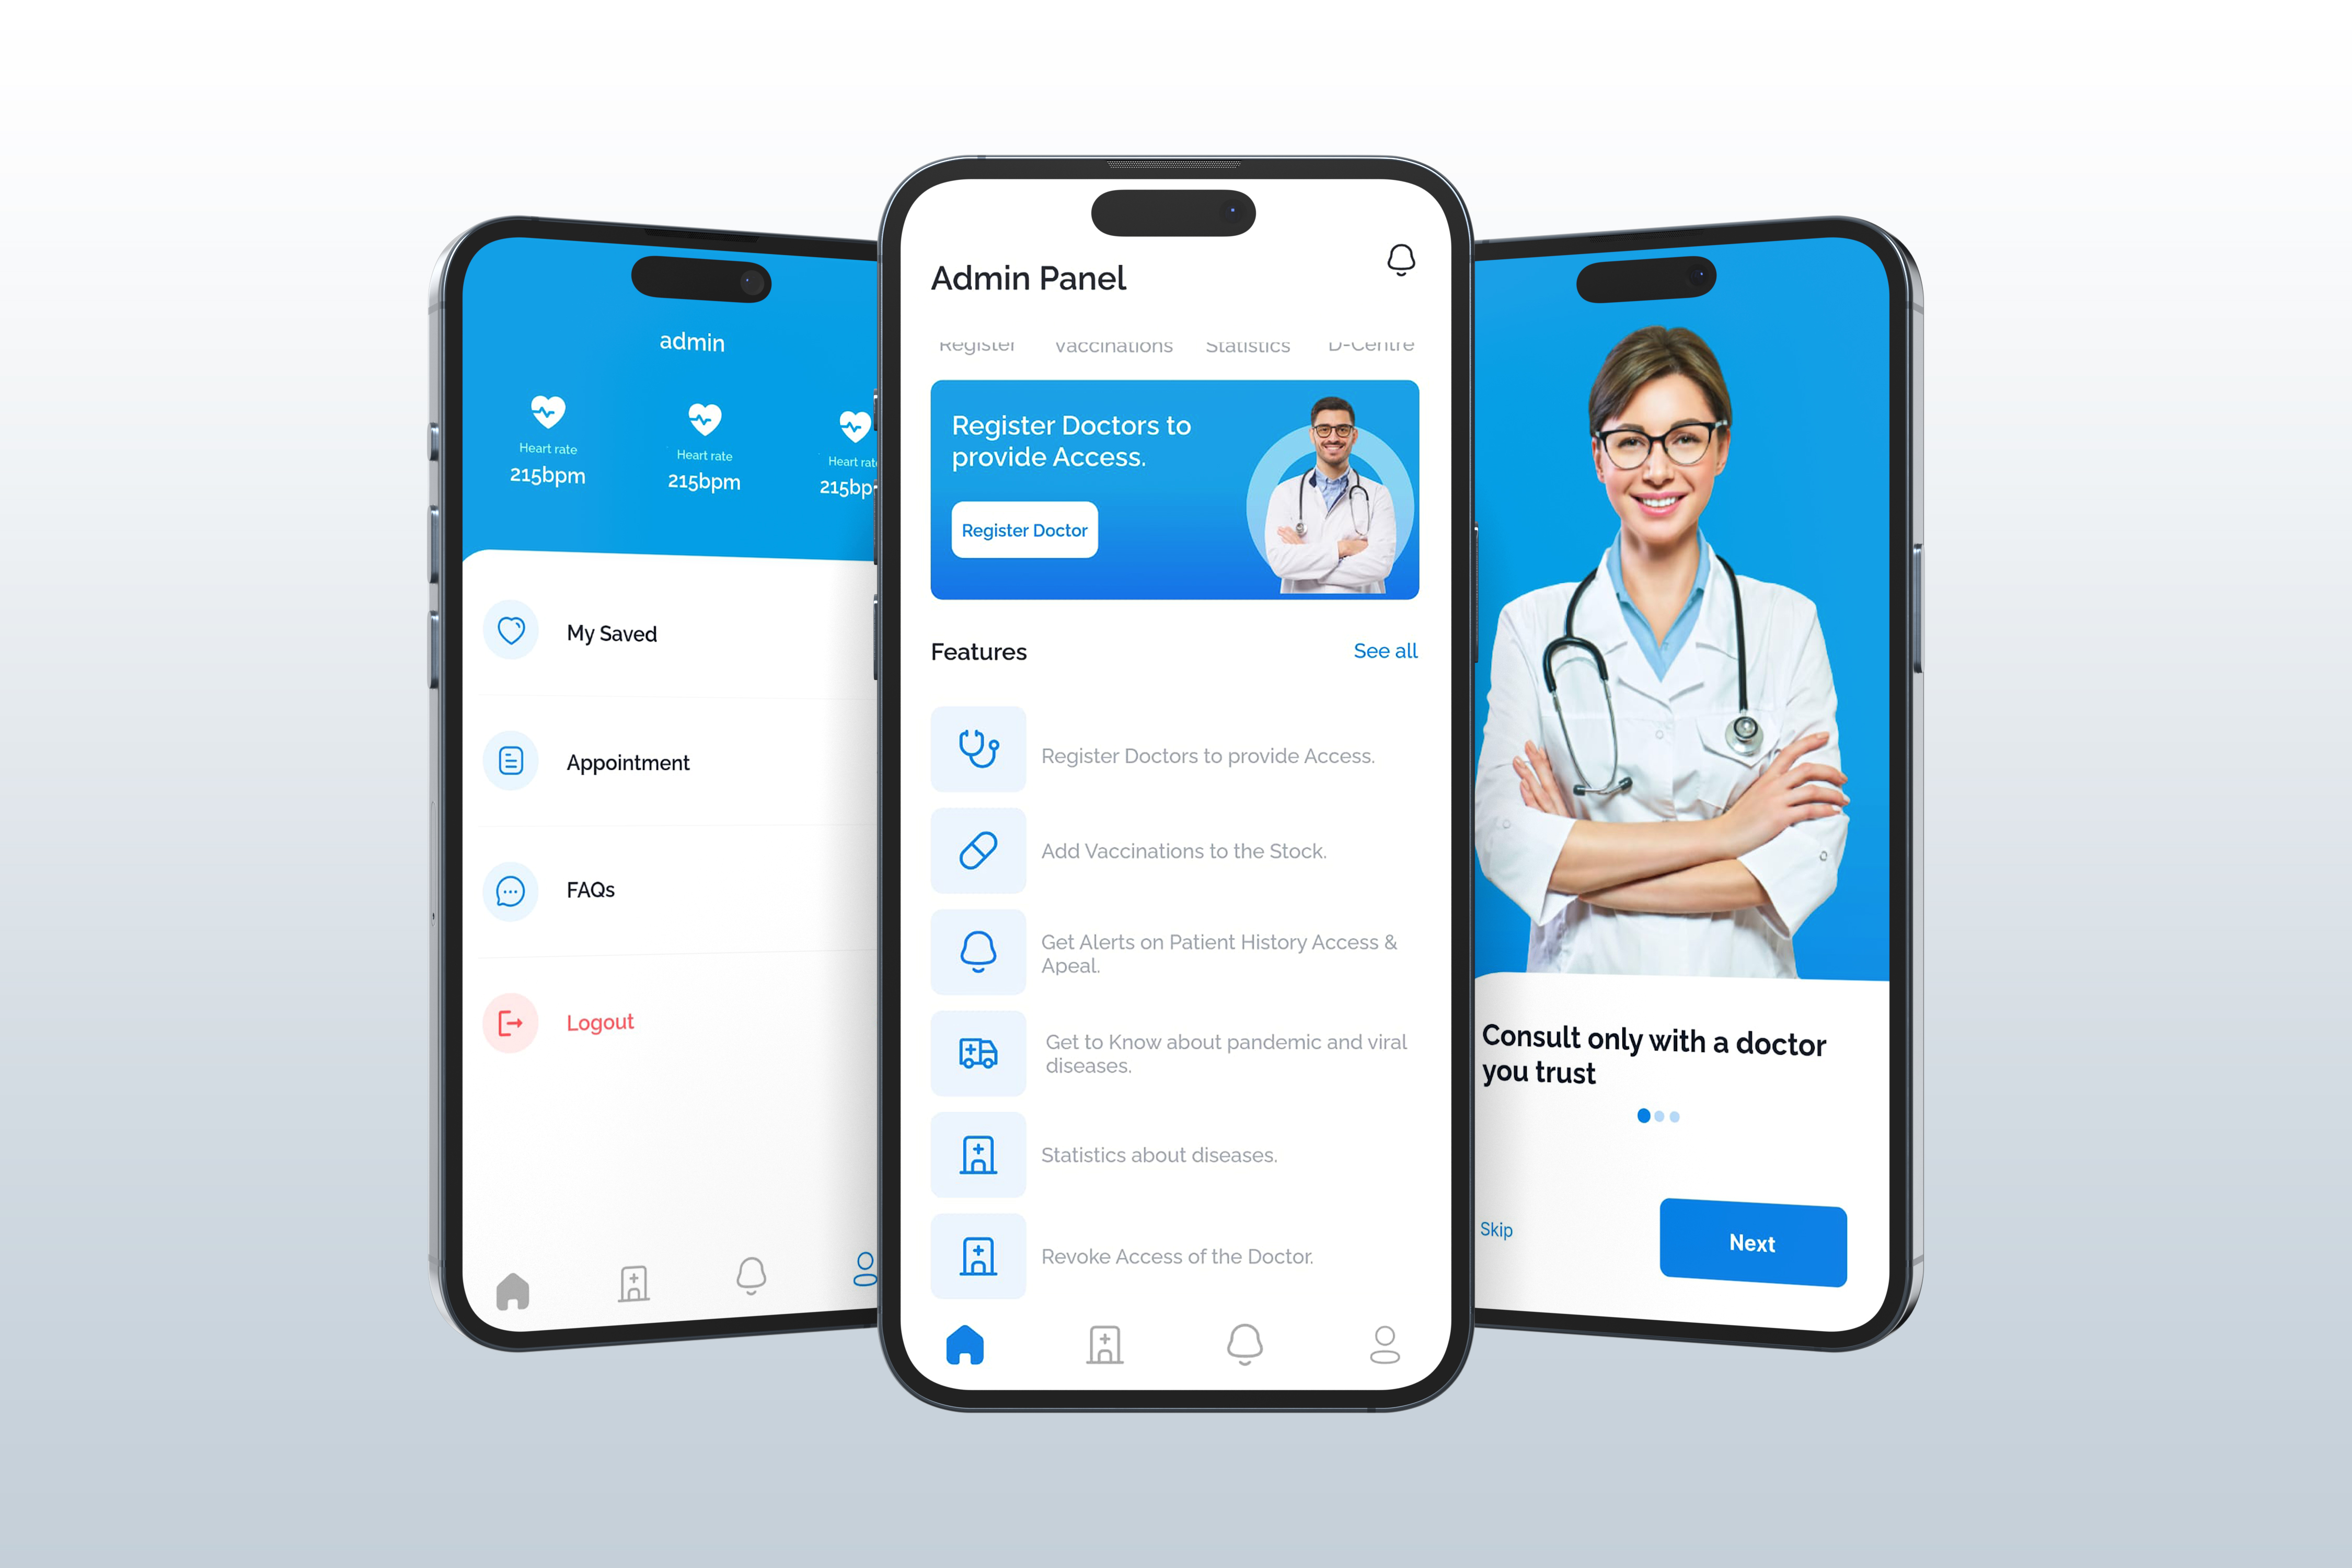 admin
Heart rate
Heart rate
Heart rate
215bpm
215bpm
215bp
My Saved
Appointment
FAQs
Logout
Admin Panel
Register
Vaccinations
Statistics
D-Centre
Register Doctors to
provide Access.
Register Doctor
Features
See all
Register Doctors to provide Access.
Add Vaccinations to the Stock.
Get Alerts on Patient History Access &
Apeal.
Get to Know about pandemic and viral
diseases.
Statistics about diseases.
Revoke Access of the Doctor.
Consult only with a doctor
you trust
Skip
Next